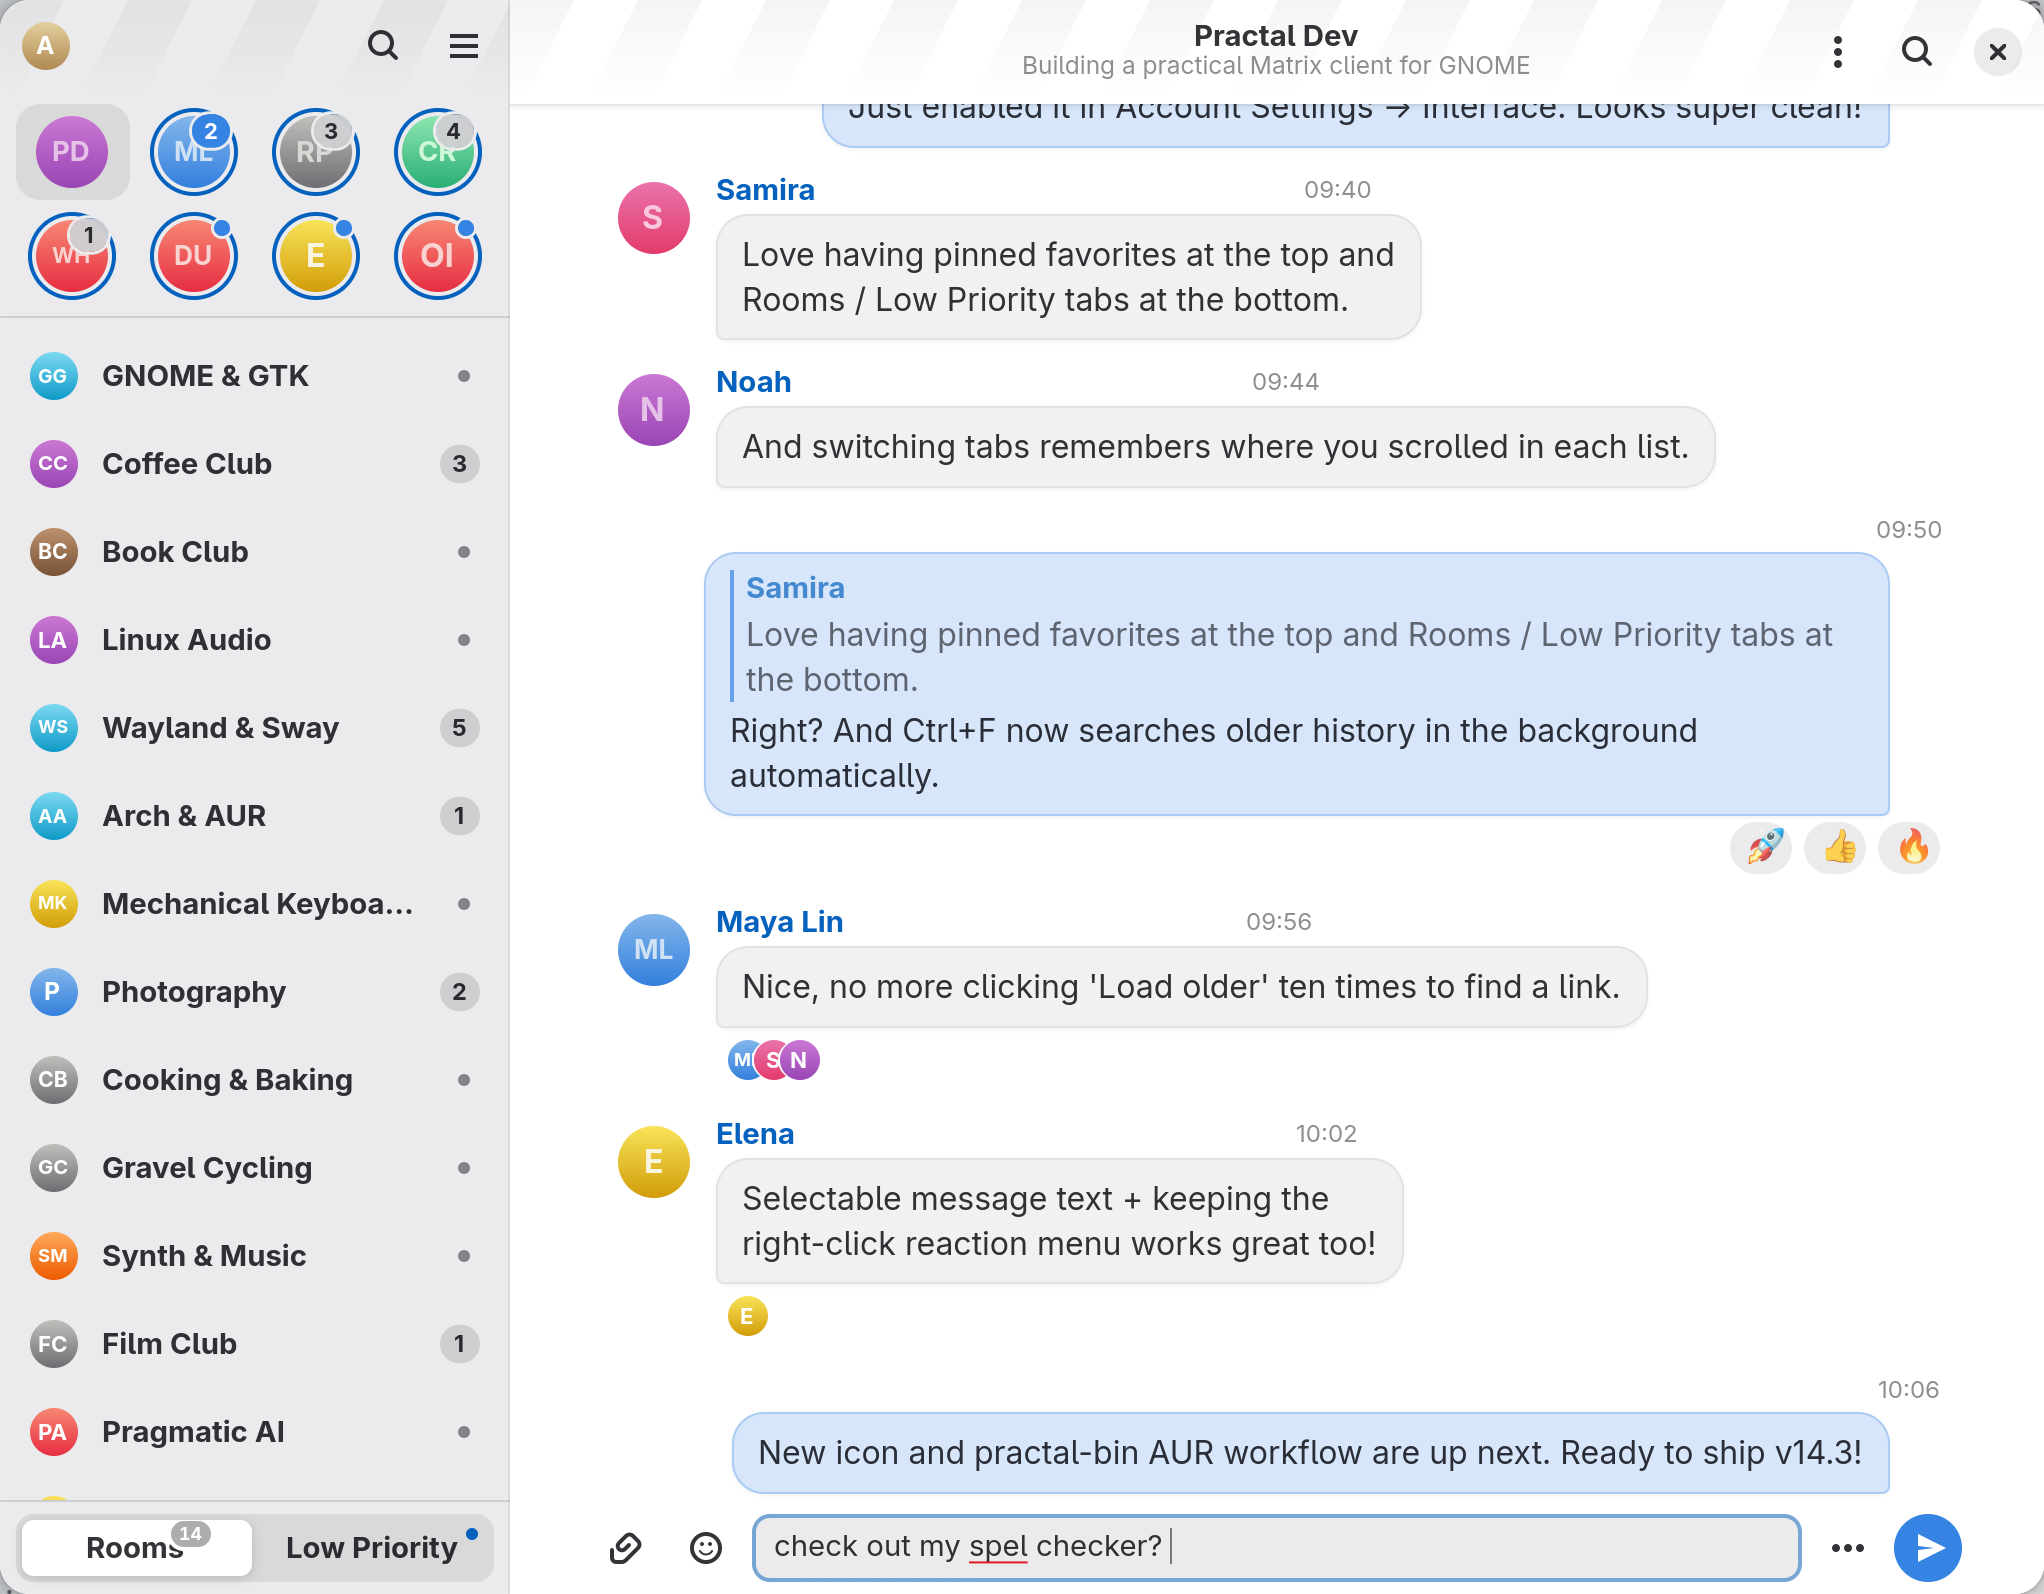 A
PD
ML 2
RP 3
CR 4
WH 1
DU
E
OI
GG GNOME & GTK
CC Coffee Club 3
BC Book Club
LA Linux Audio
WS Wayland & Sway 5
AA Arch & AUR 1
MK Mechanical Keyboa...
P Photography 2
CB Cooking & Baking
GC Gravel Cycling
SM Synth & Music
FC Film Club 1
PA Pragmatic AI
Rooms 14
Low Priority
Practal Dev
Building a practical Matrix client for GNOME
Just enabled it in Account Settings → Interface. Looks super clean!
S
Samira 09:40
Love having pinned favorites at the top and
Rooms / Low Priority tabs at the bottom.
N
Noah 09:44
And switching tabs remembers where you scrolled in each list.
09:50
Samira
Love having pinned favorites at the top and Rooms / Low Priority tabs at
the bottom.
Right? And Ctrl+F now searches older history in the background
automatically.
🚀 👍 🔥
ML
Maya Lin 09:56
Nice, no more clicking 'Load older' ten times to find a link.
M S N
E
Elena 10:02
Selectable message text + keeping the
right-click reaction menu works great too!
E
10:06
New icon and practal-bin AUR workflow are up next. Ready to ship v14.3!
check out my spel checker?